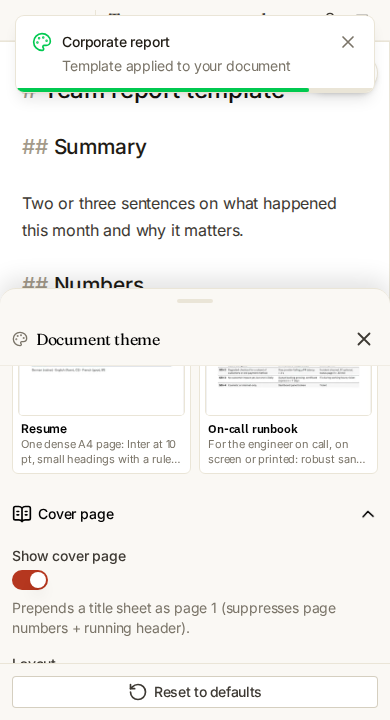 Corporate report
Template applied to your document
# Team report template
## Summary
Two or three sentences on what happened
this month and why it matters.
## Numbers
Document theme
Resume
One dense A4 page: Inter at 10
pt, small headings with a rule...
On-call runbook
For the engineer on call, on
screen or printed: robust san...
Cover page
Show cover page
Prepends a title sheet as page 1 (suppresses page
numbers + running header).
Layout
Reset to defaults